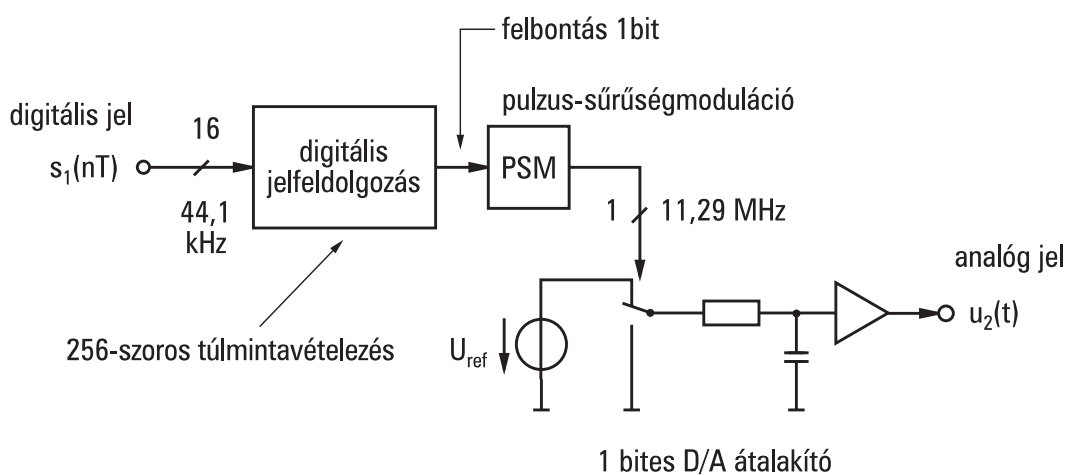 felbontás 1bit
digitális jel
pulzus-sűrűségmoduláció
16
s₁(nT)
digitális
jelfeldolgozás
PSM
44,1
kHz
1
11,29 MHz
analóg jel
u₂(t)
256-szoros túlmintavételezés
Uref
1 bites D/A átalakító